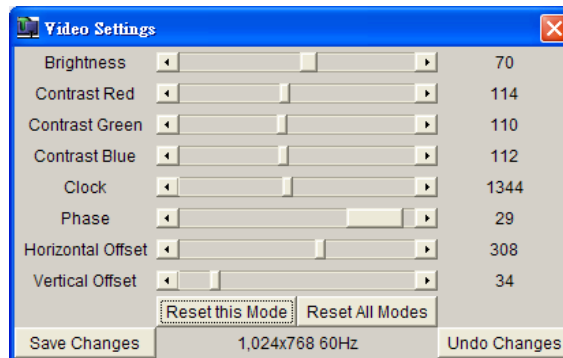 Video Settings
Brightness 70
Contrast Red 114
Contrast Green 110
Contrast Blue 112
Clock 1344
Phase 29
Horizontal Offset 308
Vertical Offset 34
Reset this Mode Reset All Modes
Save Changes 1,024x768 60Hz Undo Changes